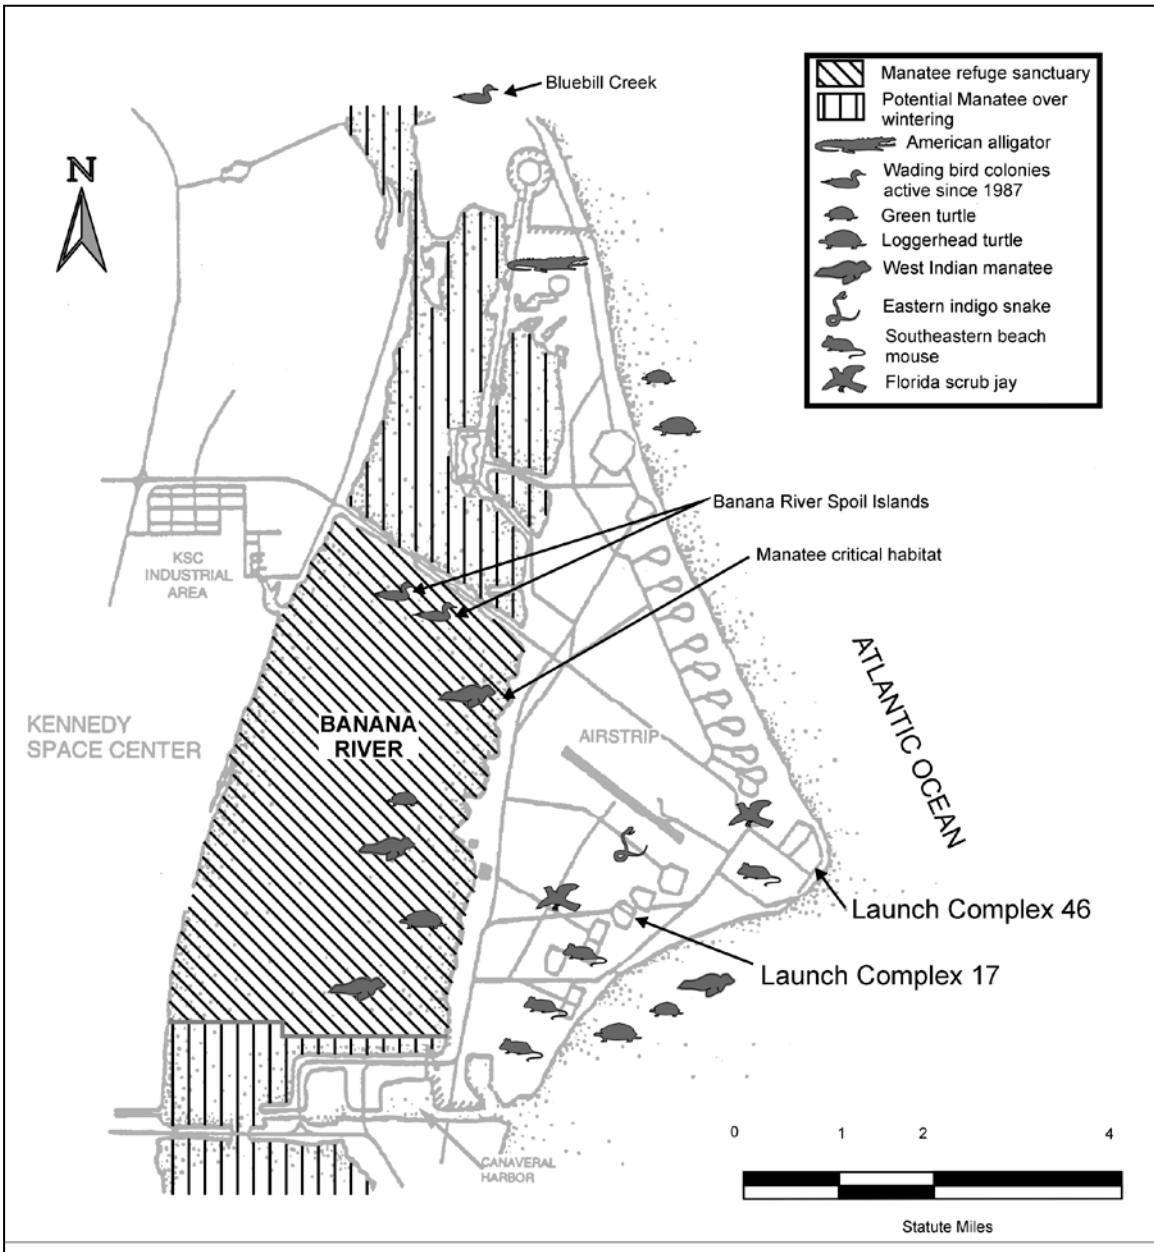 Bluebill Creek
N
Manatee refuge sanctuary
Potential Manatee over
wintering
American alligator
Wading bird colonies
active since 1987
Green turtle
Loggerhead turtle
West Indian manatee
Eastern indigo snake
Southeastern beach
mouse
Florida scrub jay
Banana River Spoil Islands
Manatee critical habitat
KSC
INDUSTRIAL
AREA
KENNEDY
SPACE CENTER
BANANA
RIVER
AIRSTRIP
ATLANTIC OCEAN
Launch Complex 46
Launch Complex 17
CANAVERAL
HARBOR
0 1 2 4
Statute Miles